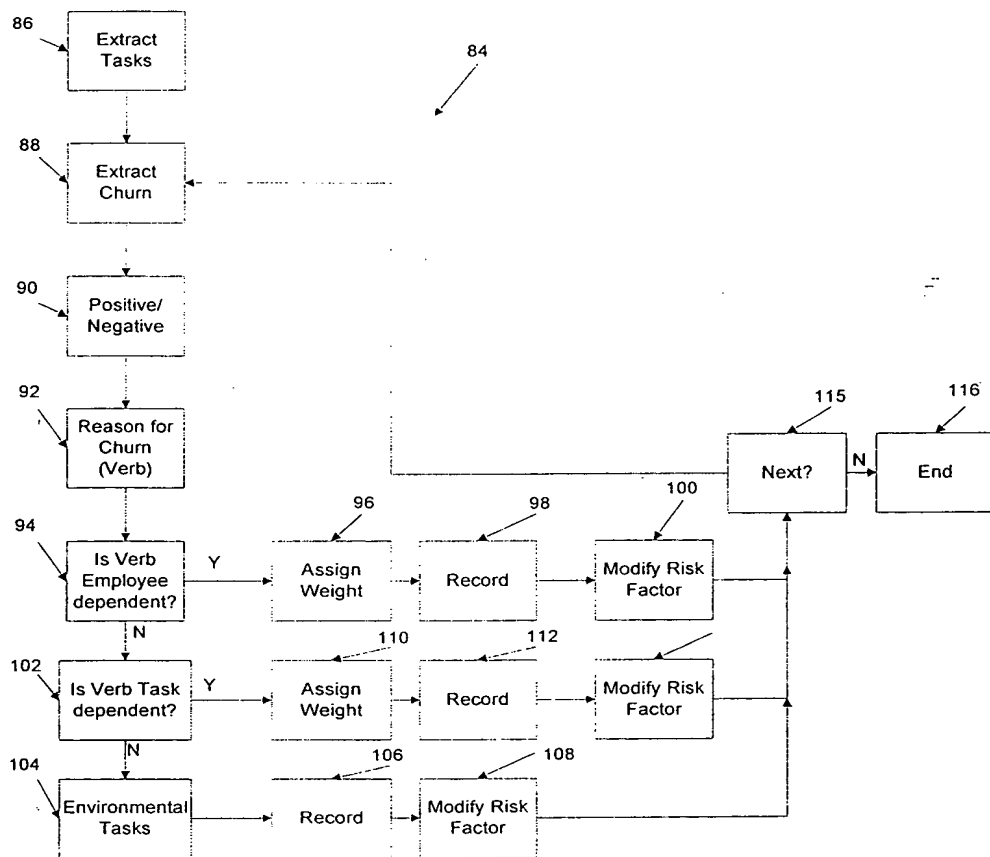 86
Extract
Tasks
84
88
Extract
Churn
90
Positive/
Negative
92
Reason for
Churn
(Verb)
115
Next?
N
116
End
94
Is Verb
Employee
dependent?
Y
96
Assign
Weight
98
Record
100
Modify Risk
Factor
N
102
Is Verb Task
dependent?
Y
110
Assign
Weight
112
Record
Modify Risk
Factor
N
104
Environmental
Tasks
106
Record
108
Modify Risk
Factor